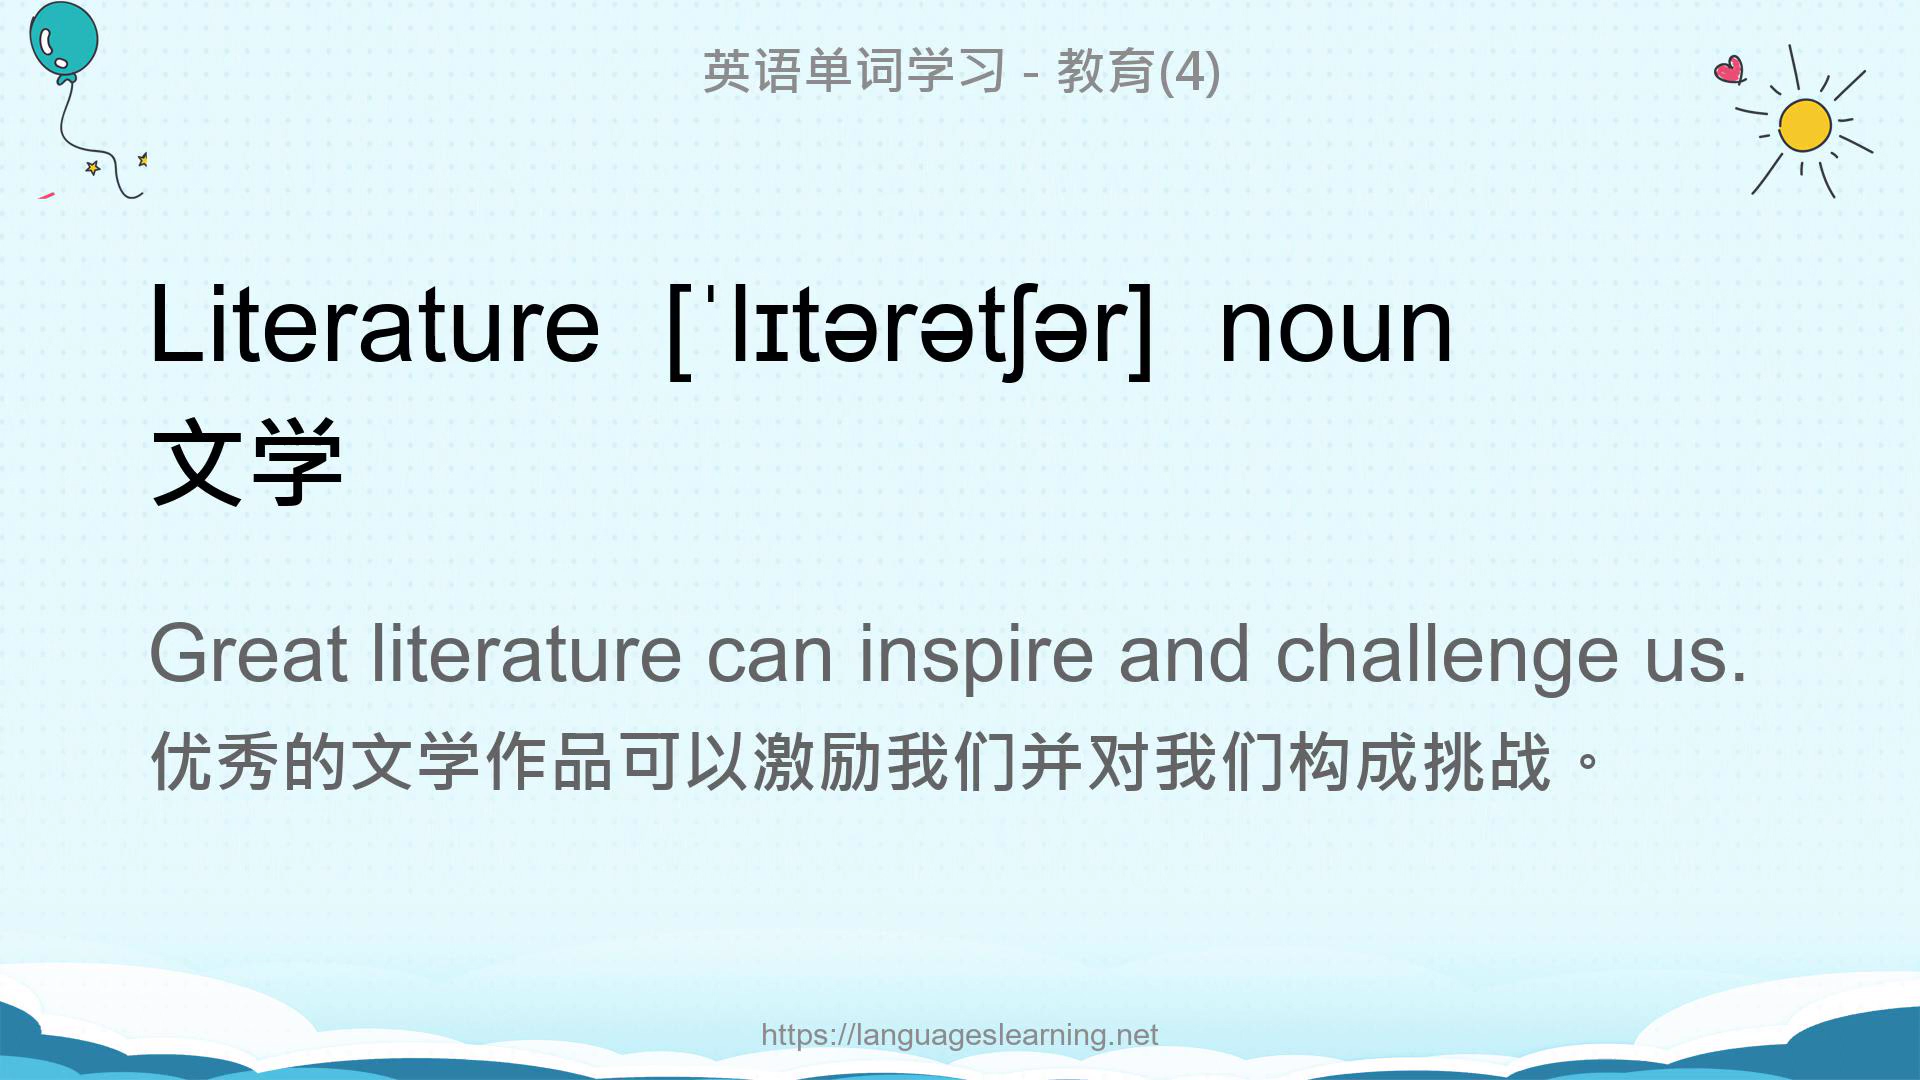 英语单词学习 - 教育(4)
Literature [ˈlɪtərətʃər] noun
文学
Great literature can inspire and challenge us.
优秀的文学作品可以激励我们并对我们构成挑战。
https://languageslearning.net